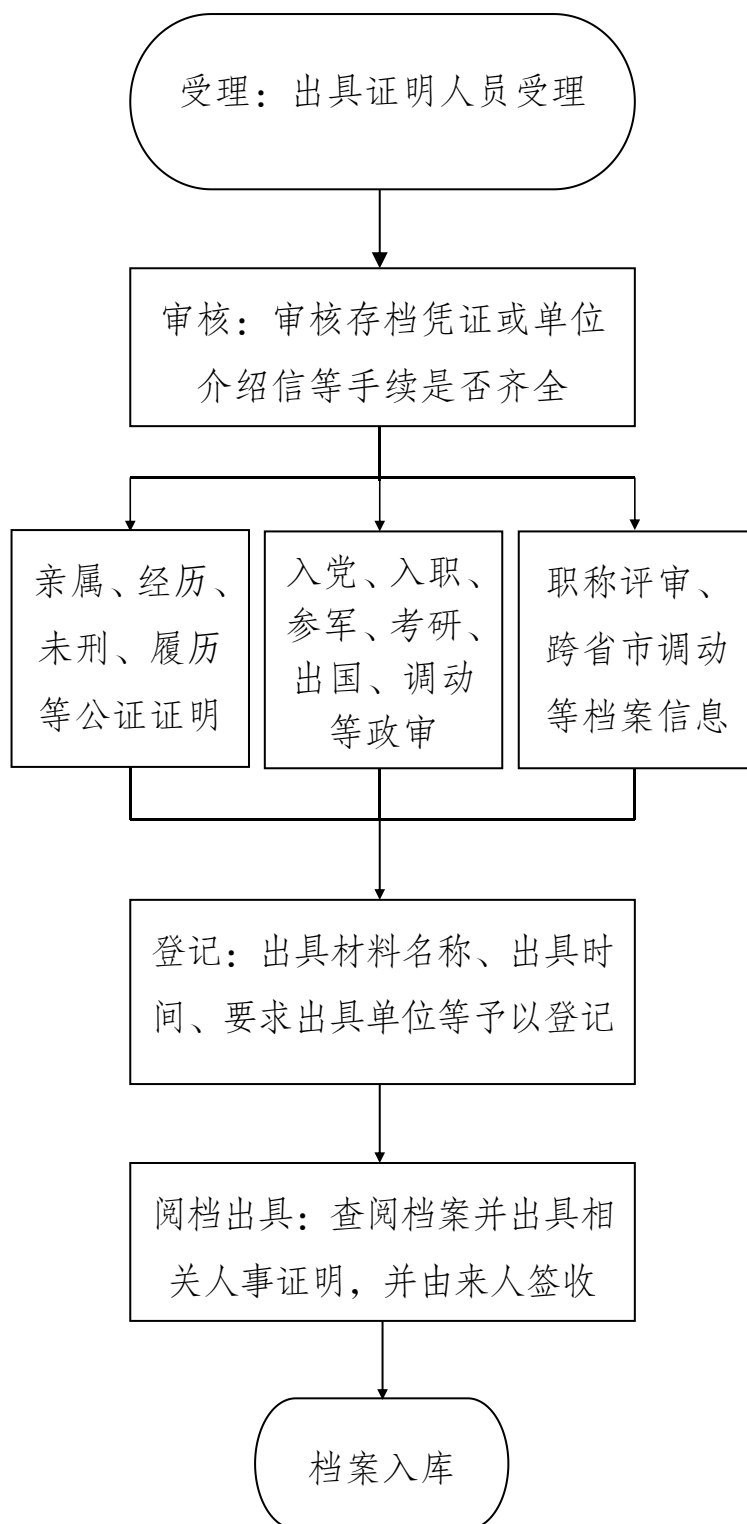 受理：出具证明人员受理
审核：审核存档凭证或单位
介绍信等手续是否齐全
亲属、经历、
未刑、履历
等公证证明
入党、入职、
参军、考研、
出国、调动
等政审
职称评审、
跨省市调动
等档案信息
登记：出具材料名称、出具时
间、要求出具单位等予以登记
阅档出具：查阅档案并出具相
关人事证明，并由来人签收
档案入库